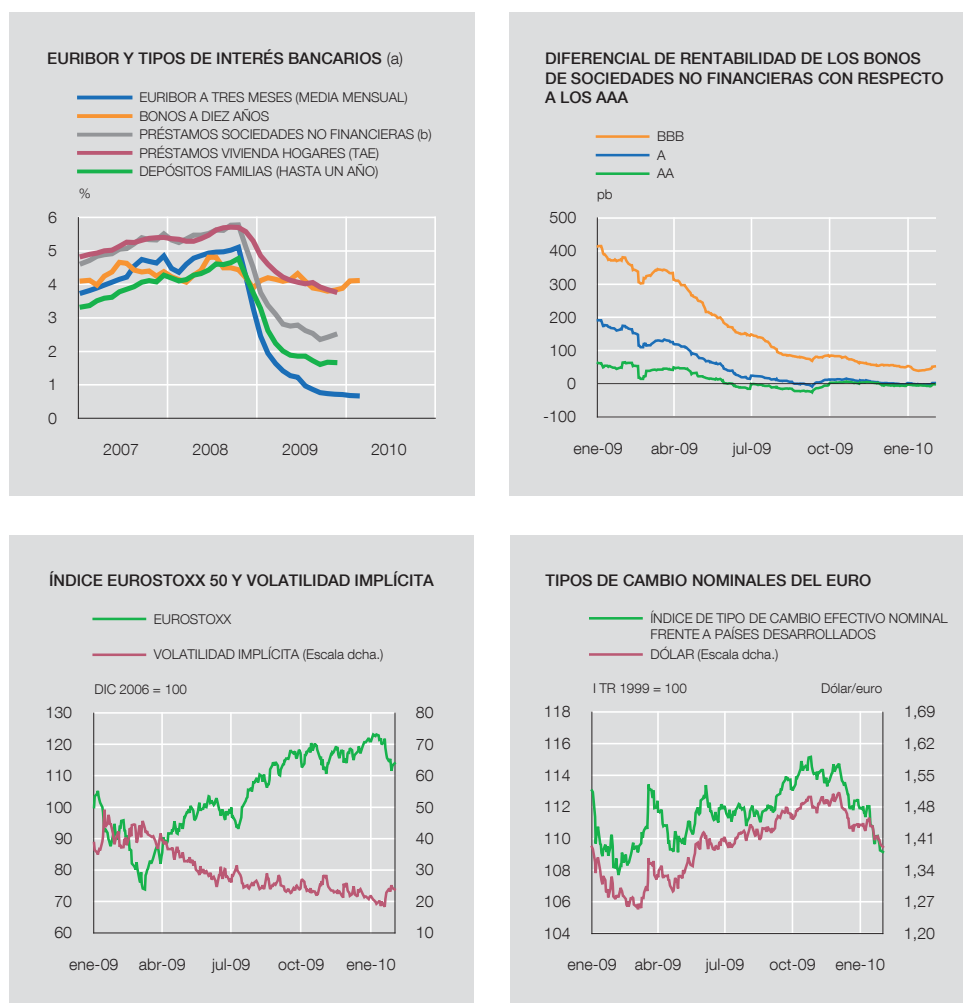 EURIBOR Y TIPOS DE INTERÉS BANCARIOS (a)
EURIBOR A TRES MESES (MEDIA MENSUAL)
BONOS A DIEZ AÑOS
PRÉSTAMOS SOCIEDADES NO FINANCIERAS (b)
PRÉSTAMOS VIVIENDA HOGARES (TAE)
DEPÓSITOS FAMILIAS (HASTA UN AÑO)
%
6
5
4
3
2
1
0
2007 2008 2009 2010
DIFERENCIAL DE RENTABILIDAD DE LOS BONOS
DE SOCIEDADES NO FINANCIERAS CON RESPECTO
A LOS AAA
BBB
A
AA
pb
500
400
300
200
100
0
-100
ene-09 abr-09 jul-09 oct-09 ene-10
ÍNDICE EUROSTOXX 50 Y VOLATILIDAD IMPLÍCITA
EUROSTOXX
VOLATILIDAD IMPLÍCITA (Escala dcha.)
DIC 2006 = 100
130 80
120 70
110 60
100 50
90 40
80 30
70 20
60 10
ene-09 abr-09 jul-09 oct-09 ene-10
TIPOS DE CAMBIO NOMINALES DEL EURO
ÍNDICE DE TIPO DE CAMBIO EFECTIVO NOMINAL
FRENTE A PAÍSES DESARROLLADOS
DÓLAR (Escala dcha.)
I TR 1999 = 100 Dólar/euro
118 1,69
116 1,62
114 1,55
112 1,48
110 1,41
108 1,34
106 1,27
104 1,20
ene-09 abr-09 jul-09 oct-09 ene-10